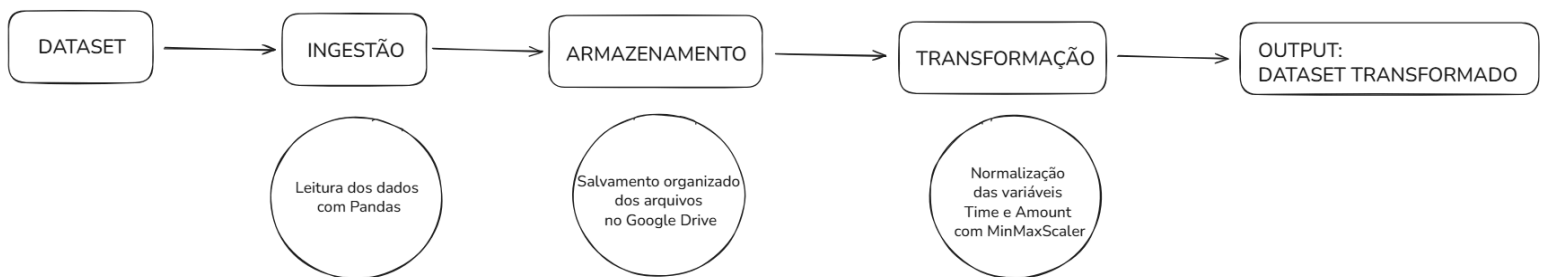 DATASET
INGESTÃO
ARMAZENAMENTO
TRANSFORMAÇÃO
OUTPUT:
DATASET TRANSFORMADO
Leitura dos dados
com Pandas
Salvamento organizado
dos arquivos
no Google Drive
Normalização
das variáveis
Time e Amount
com MinMaxScaler